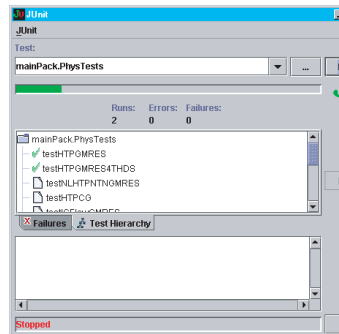 JUnit
JUnit
Test:
mainPack.PhysTests
...
Runs: Errors: Failures:
2 0 0
mainPack.PhysTests
testHTPGMRES
testHTPGMRES4THDS
testNLHTPNTNGMRES
testHTPCG
Failures Test Hierarchy
Stopped